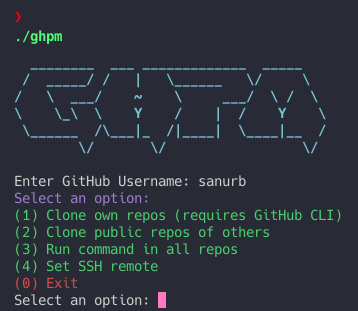 ❯
./ghpm
GHPM
Enter GitHub Username: sanurb
Select an option:
(1) Clone own repos (requires GitHub CLI)
(2) Clone public repos of others
(3) Run command in all repos
(4) Set SSH remote
(0) Exit
Select an option: